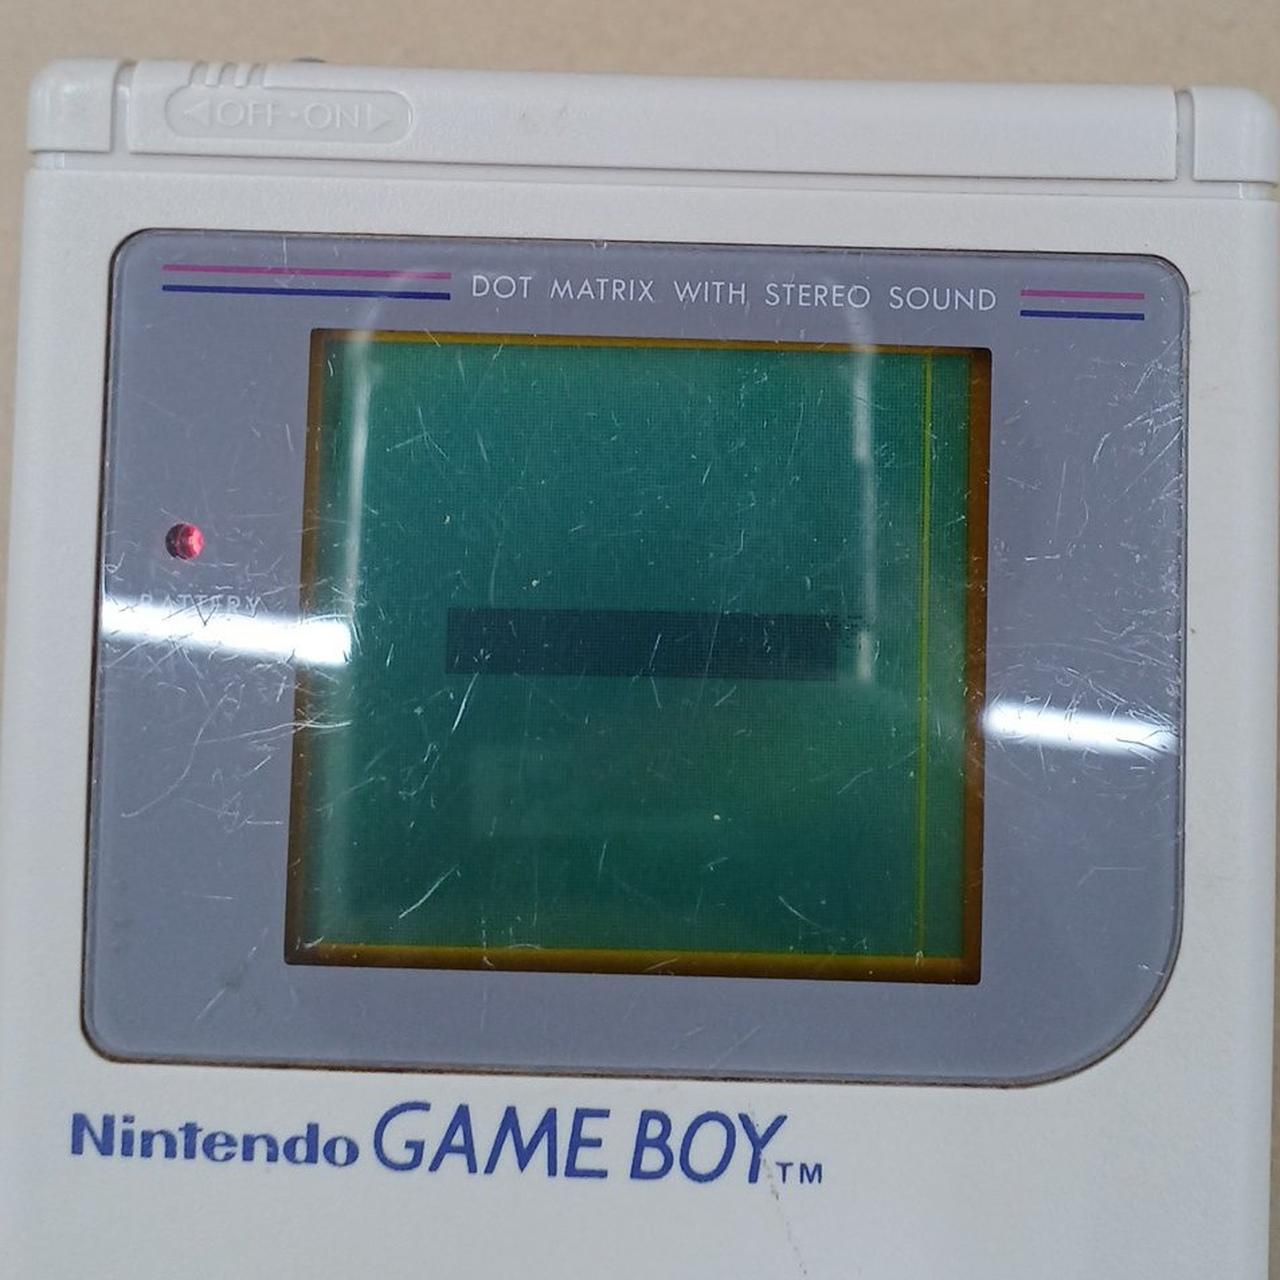 ◁OFF•ON▷
DOT MATRIX WITH STEREO SOUND
BATTERY
Nintendo GAME BOY™